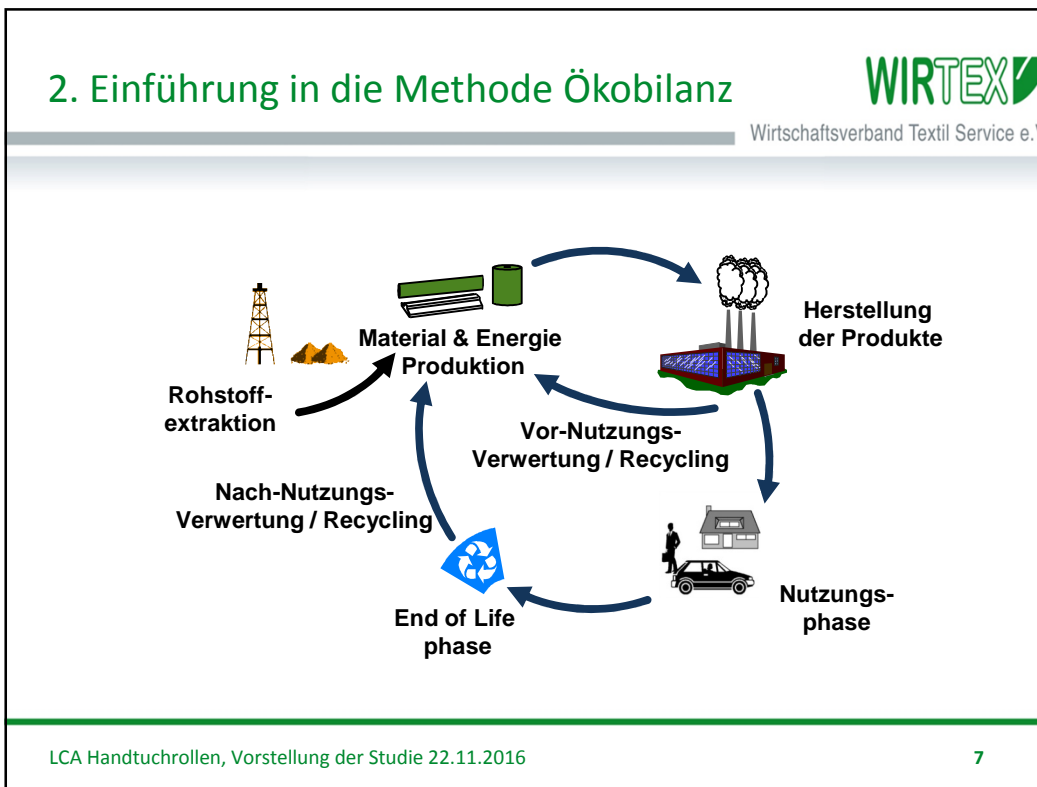 2. Einführung in die Methode Ökobilanz
WIRTEX
Wirtschaftsverband Textil Service e.V
Material & Energie
Produktion
Herstellung
der Produkte
Rohstoff-
extraktion
Vor-Nutzungs-
Verwertung / Recycling
Nach-Nutzungs-
Verwertung / Recycling
End of Life
phase
Nutzungs-
phase
LCA Handtuchrollen, Vorstellung der Studie 22.11.2016
7